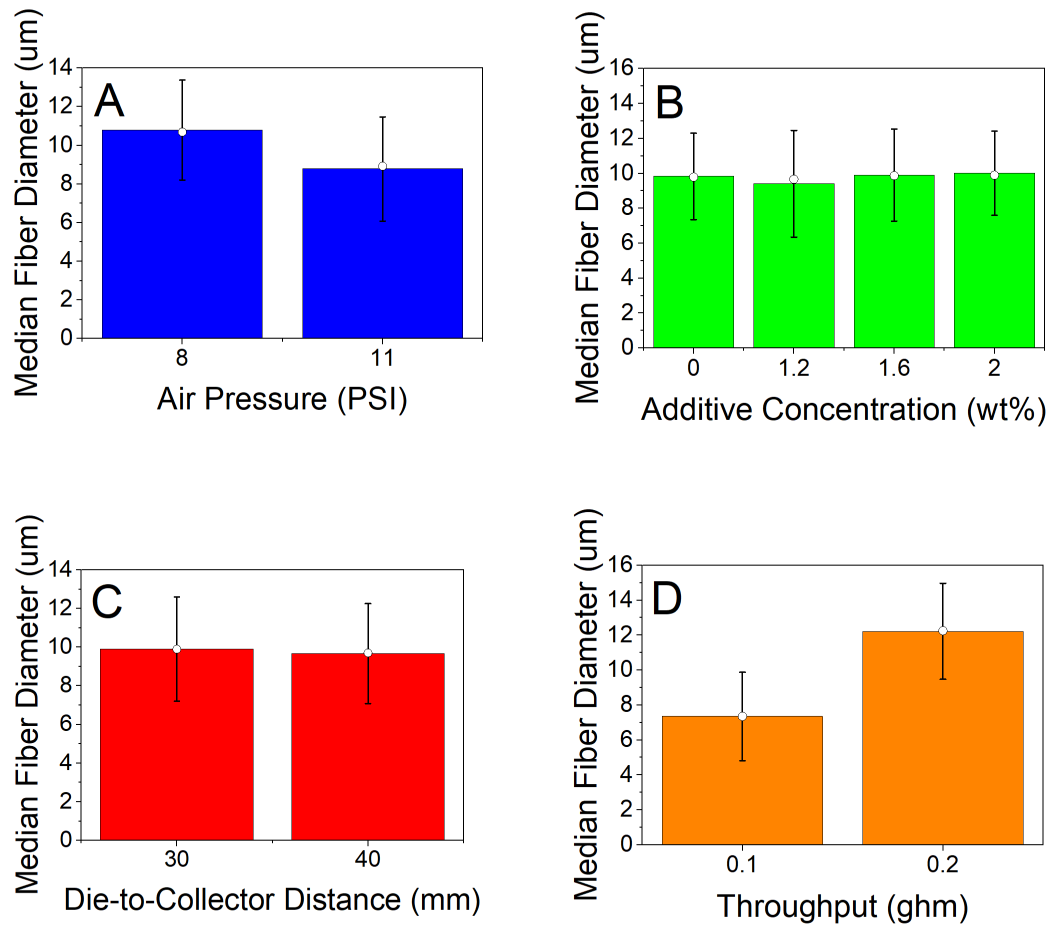 A
Median Fiber Diameter (um)
14
12
10
8
6
4
2
0
8 11
Air Pressure (PSI)
B
Median Fiber Diameter (um)
16
14
12
10
8
6
4
2
0
0 1.2 1.6 2
Additive Concentration (wt%)
C
Median Fiber Diameter (um)
14
12
10
8
6
4
2
0
30 40
Die-to-Collector Distance (mm)
D
Median Fiber Diameter (um)
16
14
12
10
8
6
4
2
0
0.1 0.2
Throughput (ghm)